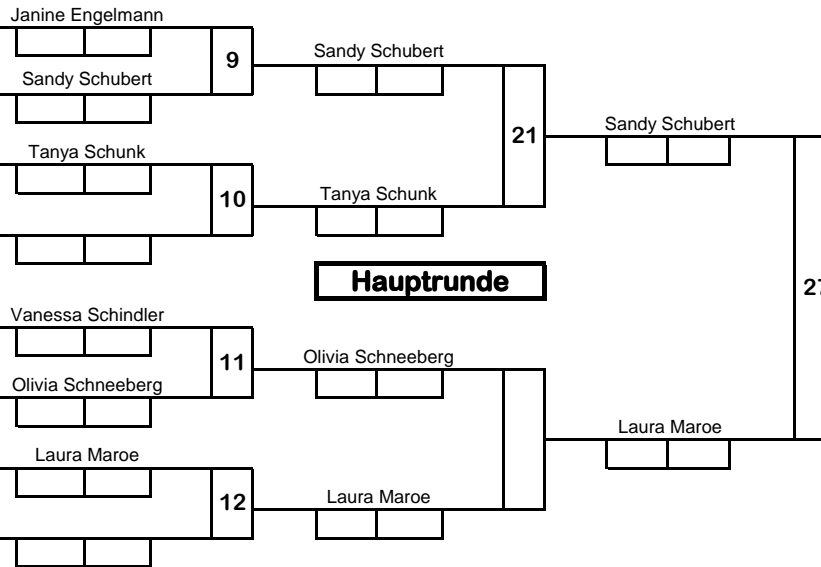 Janine Engelmann
9
Sandy Schubert
Sandy Schubert
Tanya Schunk
10
21
Sandy Schubert
Tanya Schunk
Hauptrunde
27
Vanessa Schindler
11
Olivia Schneeberg
Olivia Schneeberg
Laura Maroe
Laura Maroe
12
Laura Maroe